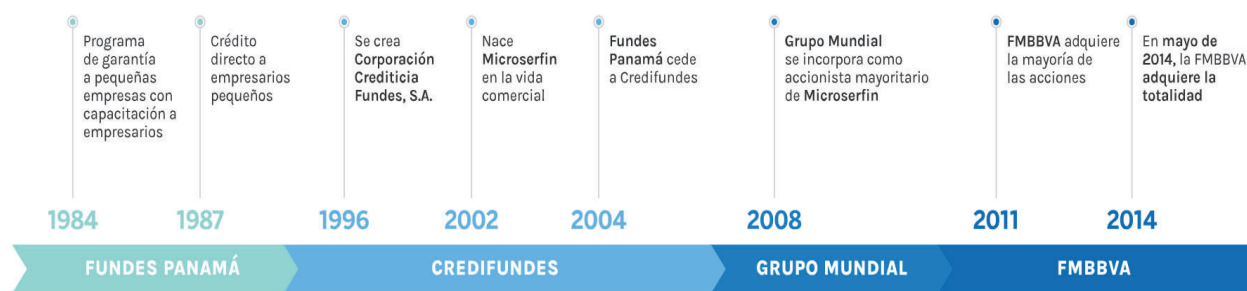 Programa
de garantía
a pequeñas
empresas con
capacitación a
empresarios
1984
Crédito
directo a
empresarios
pequeños
1987
Se crea
Corporación
Crediticia
Fundes, S.A.
1996
Nace
Microserfin
en la vida
comercial
2002
Fundes
Panamá cede
a Credifundes
2004
Grupo Mundial
se incorpora como
accionista mayoritario
de Microserfin
2008
FMBBVA adquiere
la mayoría de
las acciones
2011
En mayo de
2014, la FMBBVA
adquiere la
totalidad
2014
FUNDES PANAMÁ
CREDIFUNDES
GRUPO MUNDIAL
FMBBVA